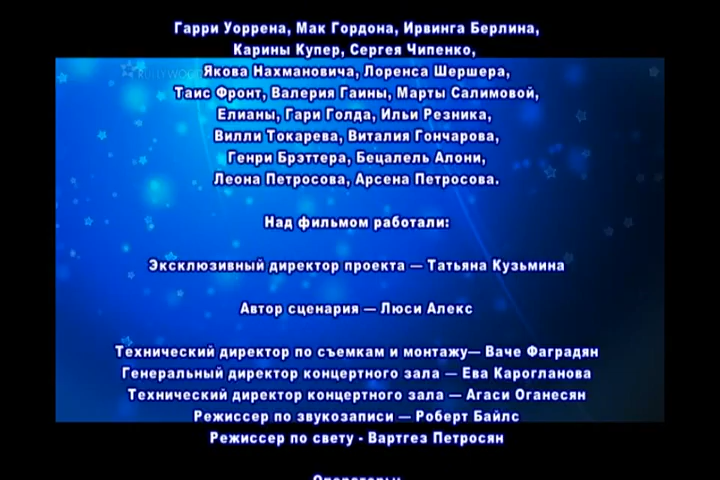 Гарри Уоррена, Мак Гордона, Ирвинга Берлина,
Карины Купер, Сергея Чипенко,
Якова Нахмановича, Лоренса Шершера,
Таис Фронт, Валерия Гаины, Марты Салимовой,
Елианы, Гари Голда, Ильи Резника,
Вилли Токарева, Виталия Гончарова,
Генри Брэттера, Бецалель Алони,
Леона Петросова, Арсена Петросова.
Над фильмом работали:
Эксклюзивный директор проекта — Татьяна Кузьмина
Автор сценария — Люси Алекс
Технический директор по съемкам и монтажу— Ваче Фаградян
Генеральный директор концертного зала — Ева Карогланова
Технический директор концертного зала — Агаси Оганесян
Режиссер по звукозаписи — Роберт Байлс
Режиссер по свету - Вартгез Петросян